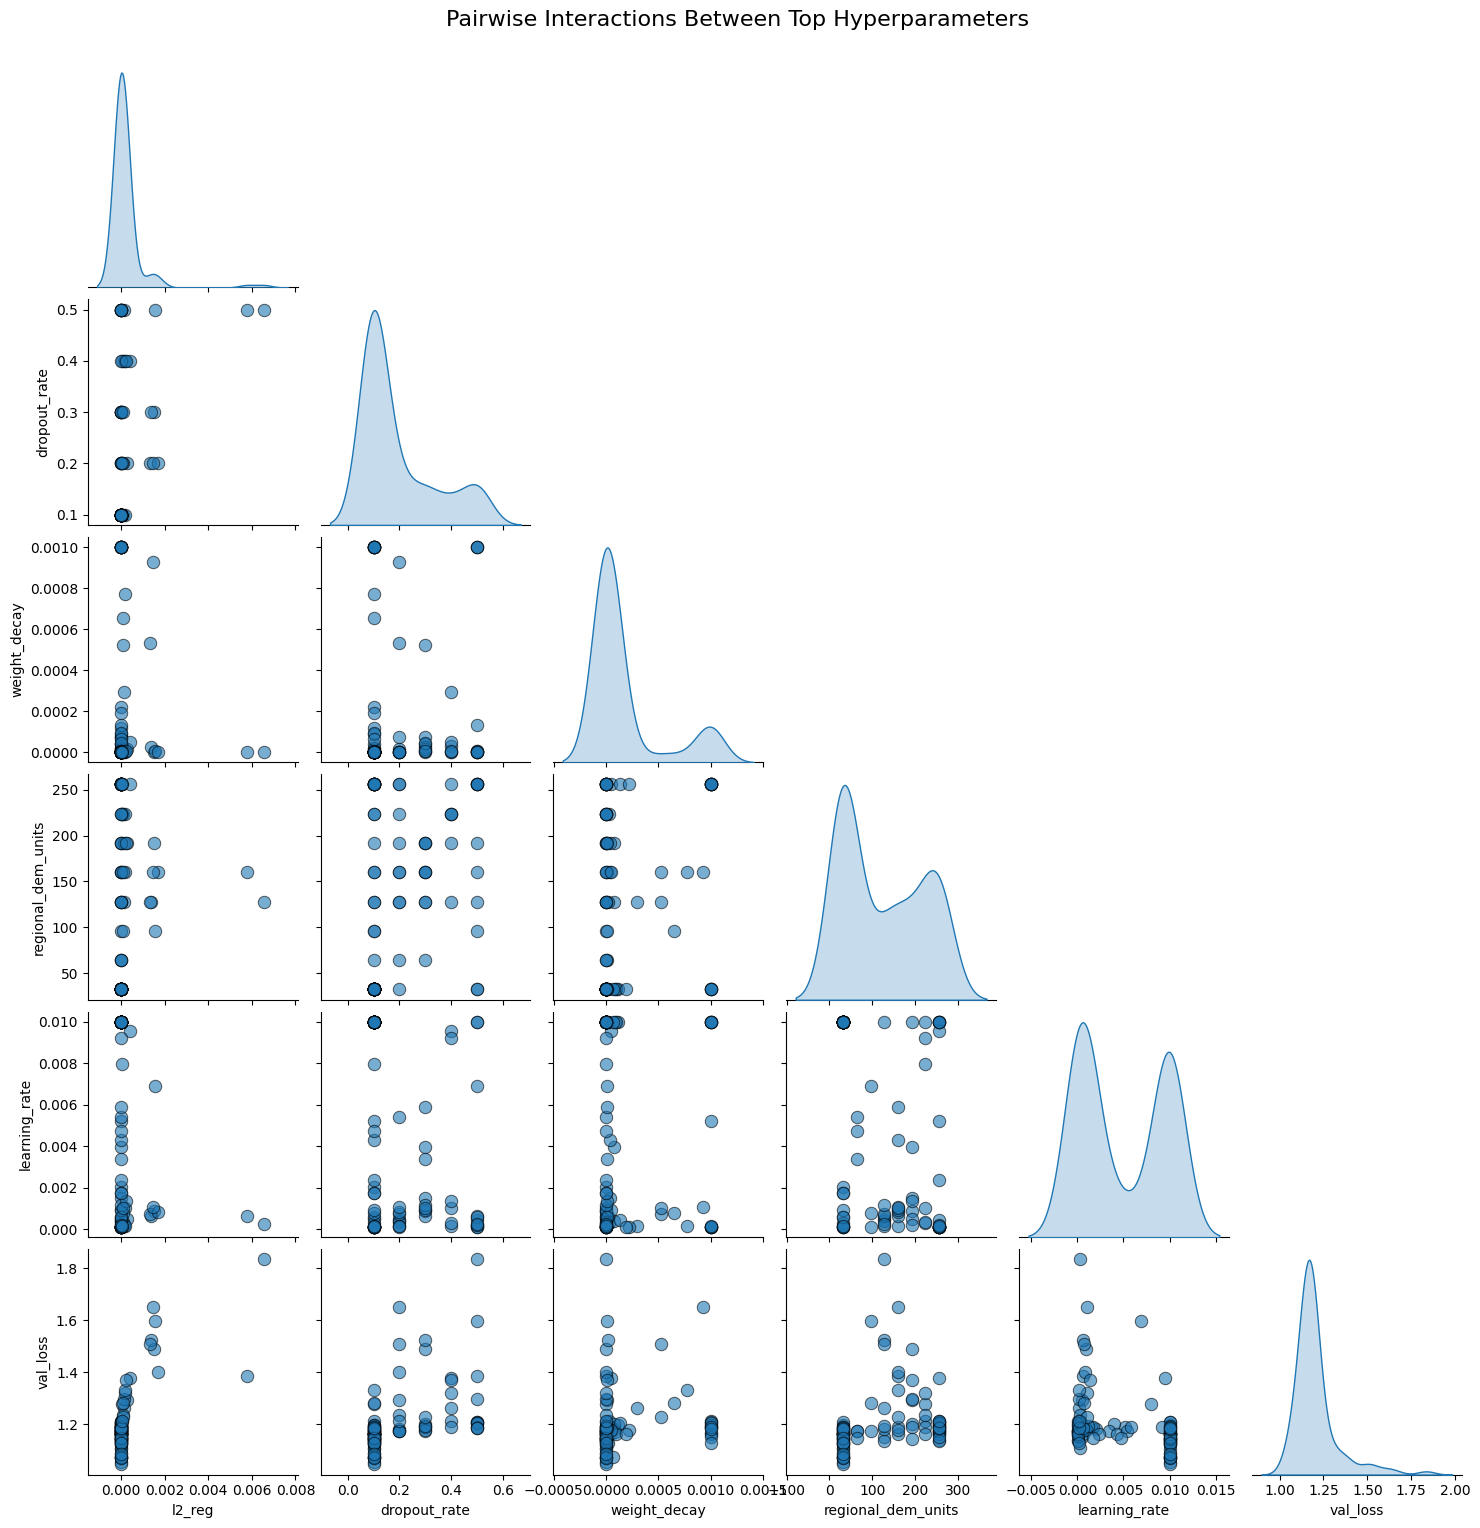 Pairwise Interactions Between Top Hyperparameters
0.5
0.4
0.3
0.2
0.1
dropout_rate
0.0010
0.0008
0.0006
0.0004
0.0002
0.0000
weight_decay
250
200
150
100
50
regional_dem_units
0.010
0.008
0.006
0.004
0.002
0.000
learning_rate
1.8
1.6
1.4
1.2
val_loss
0.000 0.002 0.004 0.006 0.008
l2_reg
0.0 0.2 0.4 0.6
dropout_rate
−0.0005 0.0000 0.0005 0.0010 0.0015
weight_decay
−100 0 100 200 300
regional_dem_units
−0.005 0.000 0.005 0.010 0.015
learning_rate
1.00 1.25 1.50 1.75 2.00
val_loss